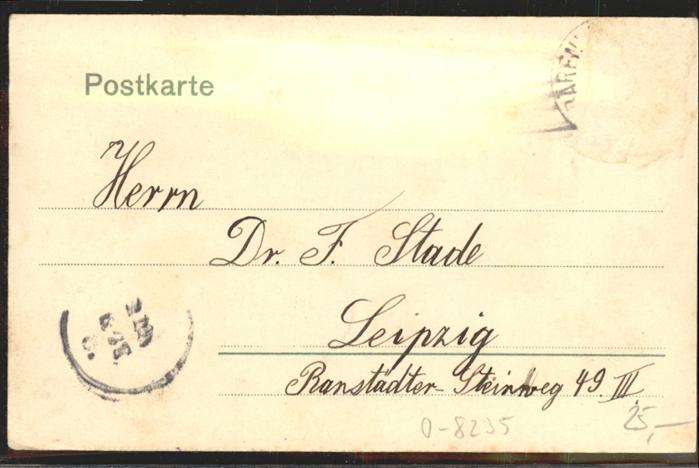 Postkarte
Herrn
Dr. F. Stade
Leipzig
Ranstädter-Steinweg 49 III.
25,-
0-8235